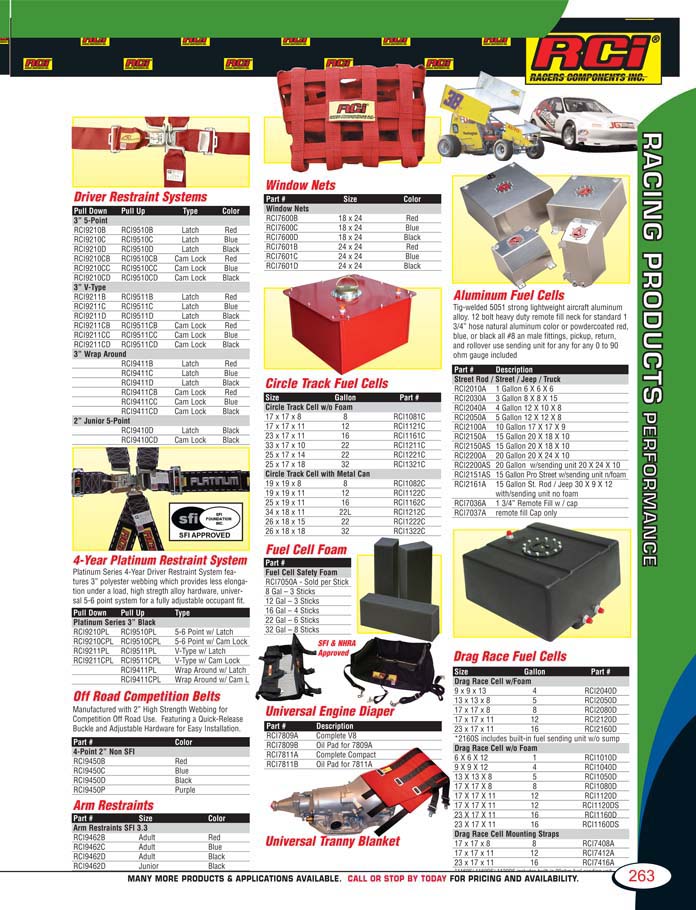 RCi®
RACERS COMPONENTS INC.™
RACING PRODUCTS PERFORMANCE
Driver Restraint Systems
Pull Down Pull Up Type Color
3" 5-Point
RCI9210B RCI9510B Latch Red
RCI9210C RCI9510C Latch Blue
RCI9210D RCI9510D Latch Black
RCI9210CB RCI9510CB Cam Lock Red
RCI9210CC RCI9510CC Cam Lock Blue
RCI9210CD RCI9510CD Cam Lock Black
3" V-Type
RCI9211B RCI9511B Latch Red
RCI9211C RCI9511C Latch Blue
RCI9211D RCI9511D Latch Black
RCI9211CB RCI9511CB Cam Lock Red
RCI9211CC RCI9511CC Cam Lock Blue
RCI9211CD RCI9511CD Cam Lock Black
3" Wrap Around
RCI9411B Latch Red
RCI9411C Latch Blue
RCI9411D Latch Black
RCI9411CB Cam Lock Red
RCI9411CC Cam Lock Blue
RCI9411CD Cam Lock Black
2" Junior 5-Point
RCI9410D Latch Black
RCI9410CD Cam Lock Black
PLATINUM
sfi
SFI
FOUNDATION
INC.
SFI APPROVED
4-Year Platinum Restraint System
Platinum Series 4-Year Driver Restraint System fea-
tures 3" polyester webbing which provides less elonga-
tion under a load, high stregth alloy hardware, univer-
sal 5-6 point system for a fully adjustable occupant fit.
Pull Down Pull Up Type
Platinum Series 3" Black
RCI9210PL RCI9510PL 5-6 Point w/ Latch
RCI9210CPL RCI9510CPL 5-6 Point w/ Cam Lock
RCI9211PL RCI9511PL V-Type w/ Latch
RCI9211CPL RCI9511CPL V-Type w/ Cam Lock
RCI9411PL Wrap Around w/ Latch
RCI9411CPL Wrap Around w/ Cam L
Off Road Competition Belts
Manufactured with 2" High Strength Webbing for
Competition Off Road Use. Featuring a Quick-Release
Buckle and Adjustable Hardware for Easy Installation.
Part # Color
4-Point 2" Non SFI
RCI9450B Red
RCI9450C Blue
RCI9450D Black
RCI9450P Purple
Arm Restraints
Part # Size Color
Arm Restraints SFI 3.3
RCI9462B Adult Red
RCI9462C Adult Blue
RCI9462D Adult Black
RCI9462D Junior Black
RCi
Window Nets
Part # Size Color
Window Nets
RCI7600B 18 x 24 Red
RCI7600C 18 x 24 Blue
RCI7600D 18 x 24 Black
RCI7601B 24 x 24 Red
RCI7601C 24 x 24 Blue
RCI7601D 24 x 24 Black
Circle Track Fuel Cells
Size Gallon Part #
Circle Track Cell w/o Foam
17 x 17 x 8 8 RCI1081C
17 x 17 x 11 12 RCI1121C
23 x 17 x 11 16 RCI1161C
33 x 17 x 10 22 RCI1211C
25 x 17 x 14 22 RCI1221C
25 x 17 x 18 32 RCI1321C
Circle Track Cell with Metal Can
19 x 19 x 8 8 RCI1082C
19 x 19 x 11 12 RCI1122C
25 x 19 x 11 16 RCI1162C
34 x 18 x 11 22L RCI1212C
26 x 18 x 15 22 RCI1222C
26 x 18 x 18 32 RCI1322C
Fuel Cell Foam
Part #
Fuel Cell Safety Foam
RCI7050A - Sold per Stick
8 Gal – 3 Sticks
12 Gal – 3 Sticks
16 Gal – 4 Sticks
22 Gal – 6 Sticks
32 Gal – 8 Sticks
SFI & NHRA
Approved
Universal Engine Diaper
Part # Description
RCI7809A Complete V8
RCI7809B Oil Pad for 7809A
RCI7811A Complete Compact
RCI7811B Oil Pad for 7811A
Universal Tranny Blanket
38
JG
Aluminum Fuel Cells
Tig-welded 5051 strong lightweight aircraft aluminum
alloy. 12 bolt heavy duty remote fill neck for standard 1
3/4" hose natural aluminum color or powdercoated red,
blue, or black all #8 an male fittings, pickup, return,
and rollover use sending unit for any for any 0 to 90
ohm gauge included
Part # Description
Street Rod / Street / Jeep / Truck
RCI2010A 1 Gallon 6 X 6 X 6
RCI2030A 3 Gallon 8 X 8 X 15
RCI2040A 4 Gallon 12 X 10 X 8
RCI2050A 5 Gallon 12 X 12 X 8
RCI2100A 10 Gallon 17 X 17 X 9
RCI2150A 15 Gallon 20 X 18 X 10
RCI2150AS 15 Gallon 20 X 18 X 10
RCI2200A 20 Gallon 20 X 24 X 10
RCI2200AS 20 Gallon w/sending unit 20 X 24 X 10
RCI2151AS 15 Gallon Pro Street w/sending unit n/foam
RCI2161A 15 Gallon St. Rod / Jeep 30 X 9 X 12
with/sending unit no foam
RCI7036A 1 3/4" Remote Fill w / cap
RCI7037A remote fill Cap only
Drag Race Fuel Cells
Size Gallon Part #
Drag Race Cell w/Foam
9 x 9 x 13 4 RCI2040D
13 x 13 x 8 5 RCI2050D
17 x 17 x 8 8 RCI2080D
17 x 17 x 11 12 RCI2120D
23 x 17 x 11 16 RCI2160D
*2160S includes built-in fuel sending unit w/o sump
Drag Race Cell w/o Foam
6 X 6 X 12 1 RCI1010D
9 X 9 X 12 4 RCI1040D
13 X 13 X 8 5 RCI1050D
17 X 17 X 8 8 RCI1080D
17 X 17 X 11 12 RCI1120D
17 X 17 X 11 12 RCI1120DS
23 X 17 X 11 16 RCI1160D
23 X 17 X 11 16 RCI1160DS
Drag Race Cell Mounting Straps
17 x 17 x 8 8 RCI7408A
17 x 17 x 11 12 RCI7412A
23 x 17 x 11 16 RCI7416A
MANY MORE PRODUCTS & APPLICATIONS AVAILABLE. CALL OR STOP BY TODAY FOR PRICING AND AVAILABILITY.
263